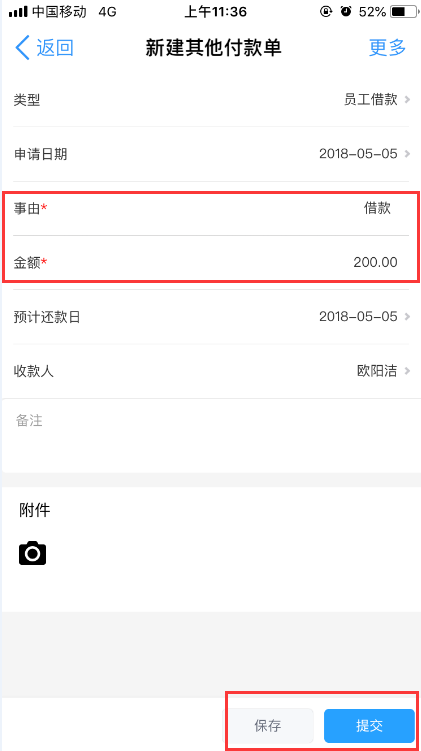 中国移动 4G 上午11:36 52%
返回 新建其他付款单 更多
类型 员工借款
申请日期 2018-05-05
事由* 借款
金额* 200.00
预计还款日 2018-05-05
收款人 欧阳洁
备注
附件
保存 提交